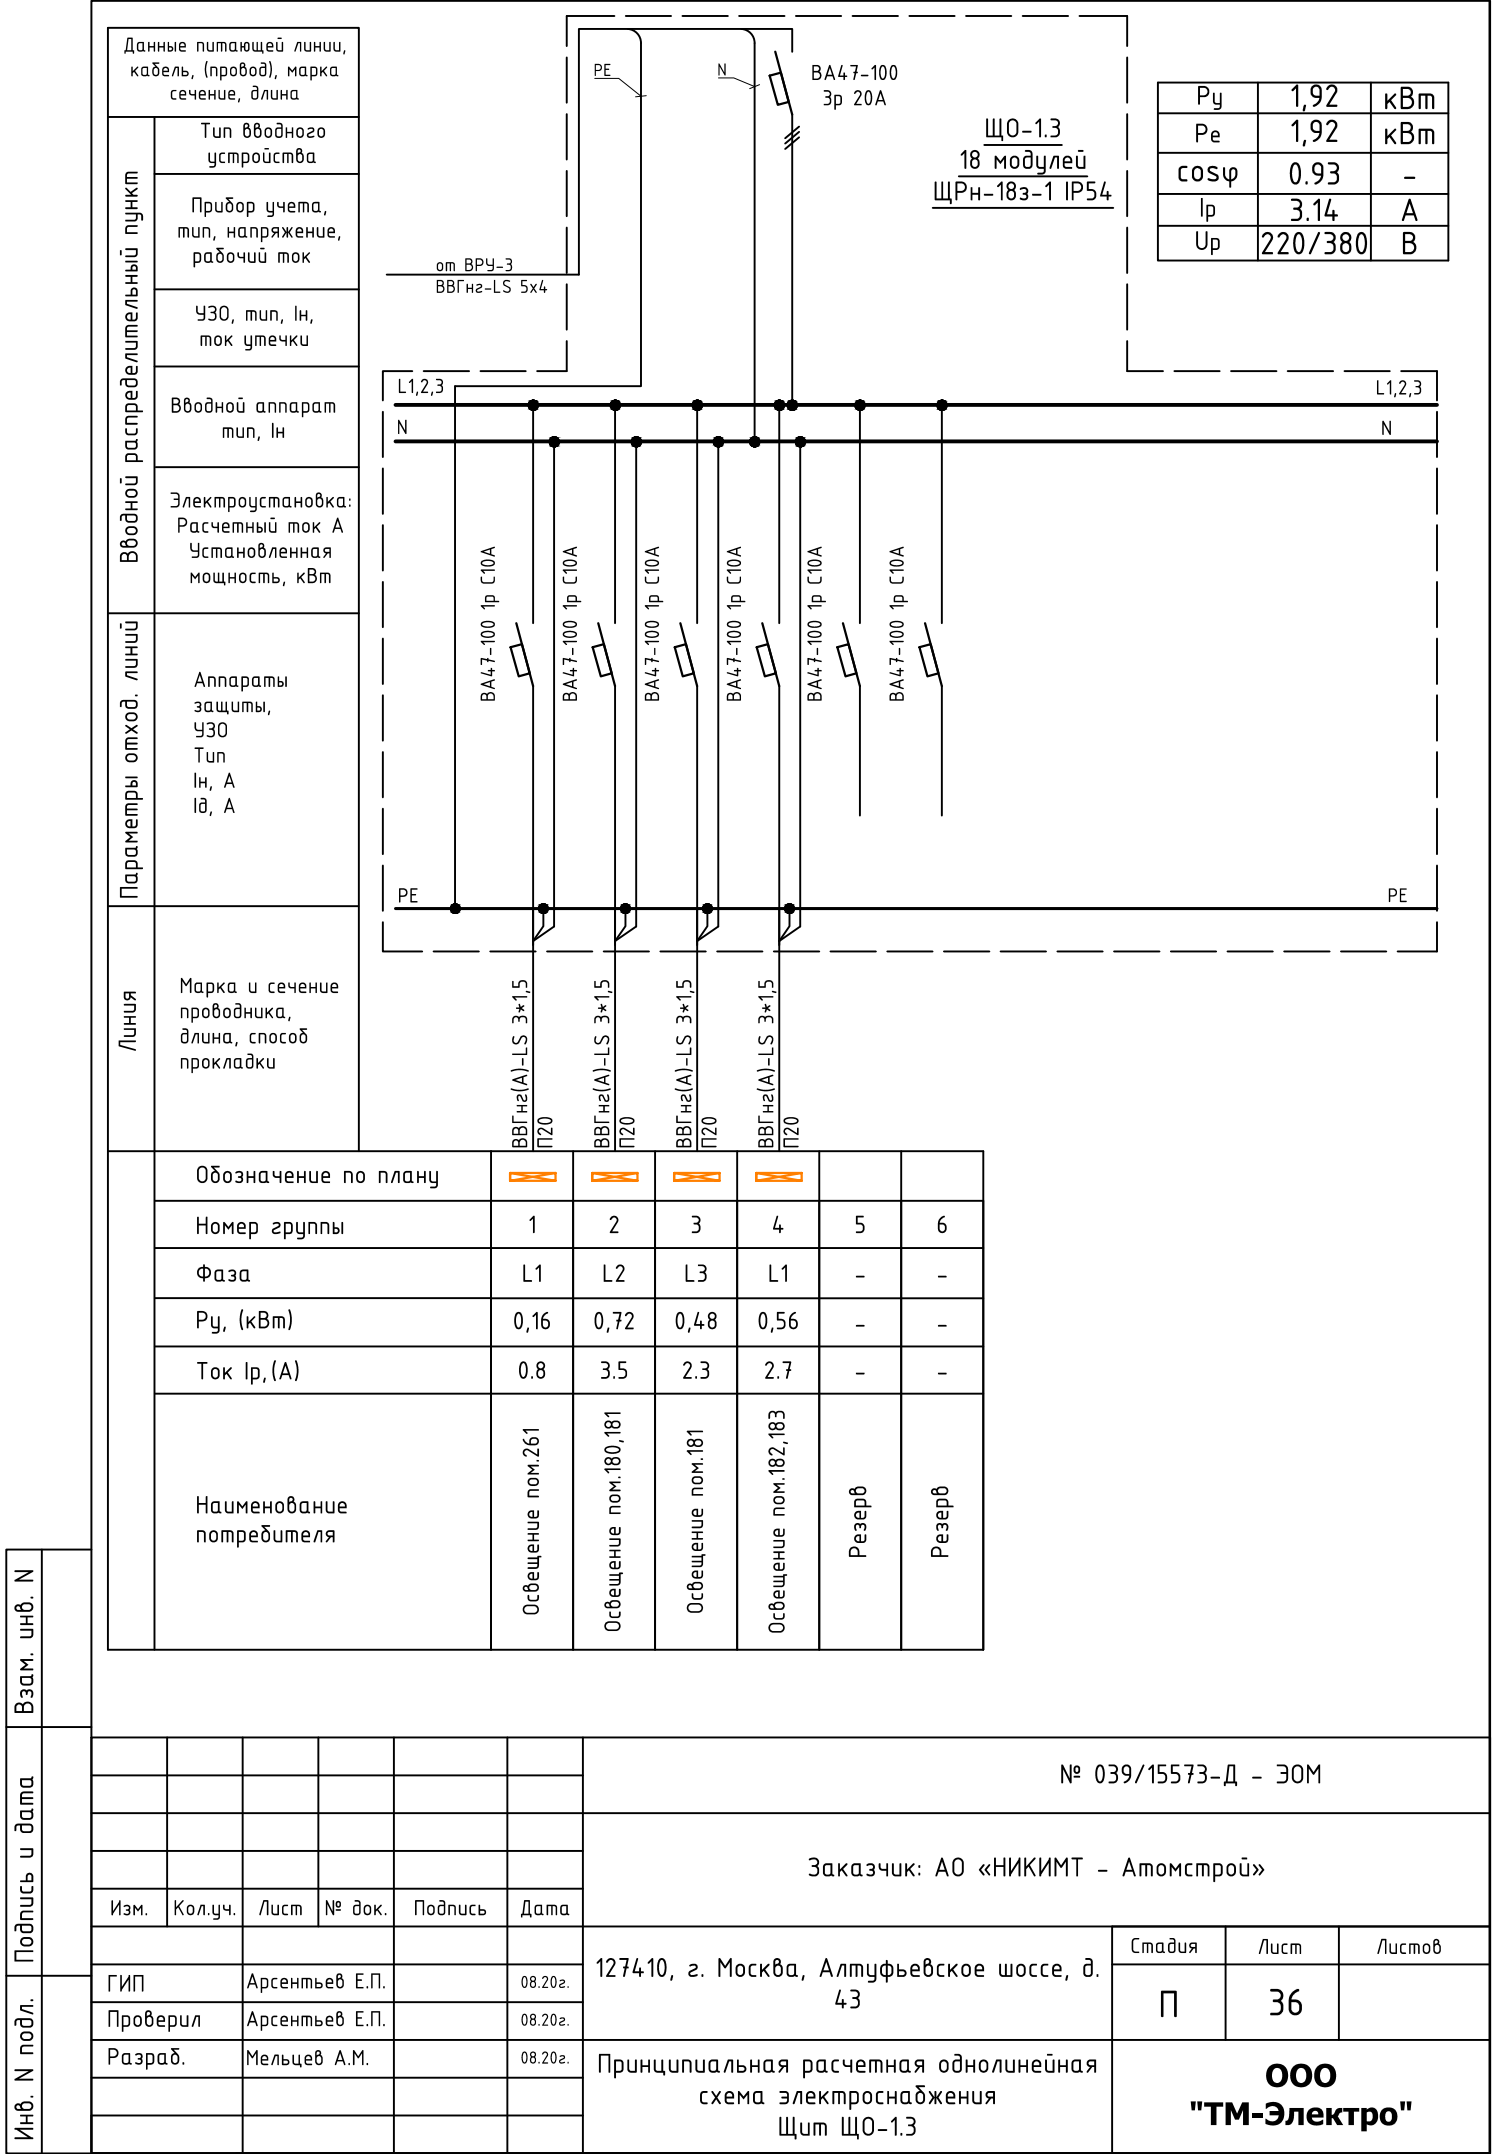 Данные питающей линии,
кабель, (провод), марка
сечение, длина
Вводной распределительный пункт
Тип вводного
устройства
Прибор учета,
тип, напряжение,
рабочий ток
УЗО, тип, Iн,
ток утечки
Вводной аппарат
тип, Iн
Электроустановка:
Расчетный ток А
Установленная
мощность, кВт
Параметры отход. линий
Аппараты
защиты,
УЗО
Тип
Iн, А
Iд, А
Линия
Марка и сечение
проводника,
длина, способ
прокладки
PE
N
ВА47-100
3р 20А
ЩО-1.3
18 модулей
ЩРн-18з-1 IP54
Ру 1,92 кВт
Ре 1,92 кВт
cosφ 0.93 -
Iр 3.14 А
Uр 220/380 В
от ВРУ-3
ВВГнг-LS 5х4
L1,2,3 L1,2,3
N N
ВА47-100 1р С10А
ВА47-100 1р С10А
ВА47-100 1р С10А
ВА47-100 1р С10А
ВА47-100 1р С10А
ВА47-100 1р С10А
PE PE
ВВГнг(А)-LS 3*1,5
П20
ВВГнг(А)-LS 3*1,5
П20
ВВГнг(А)-LS 3*1,5
П20
ВВГнг(А)-LS 3*1,5
П20
Обозначение по плану
Номер группы 1 2 3 4 5 6
Фаза L1 L2 L3 L1 - -
Ру, (кВт) 0,16 0,72 0,48 0,56 - -
Ток Iр,(А) 0.8 3.5 2.3 2.7 - -
Наименование
потребителя
Освещение пом.261
Освещение пом.180,181
Освещение пом.181
Освещение пом.182,183
Резерв
Резерв
Взам. инв. N
Подпись и дата
Инв. N подл.
№ 039/15573-Д - ЭОМ
Заказчик: АО «НИКИМТ - Атомстрой»
Изм. Кол.уч. Лист № док. Подпись Дата
127410, г. Москва, Алтуфьевское шоссе, д.
43
Стадия Лист Листов
П 36
ГИП Арсентьев Е.П. 08.20г.
Проверил Арсентьев Е.П. 08.20г.
Разраб. Мельцев А.М. 08.20г.
Принципиальная расчетная однолинейная
схема электроснабжения
Щит ЩО-1.3
ООО
"ТМ-Электро"